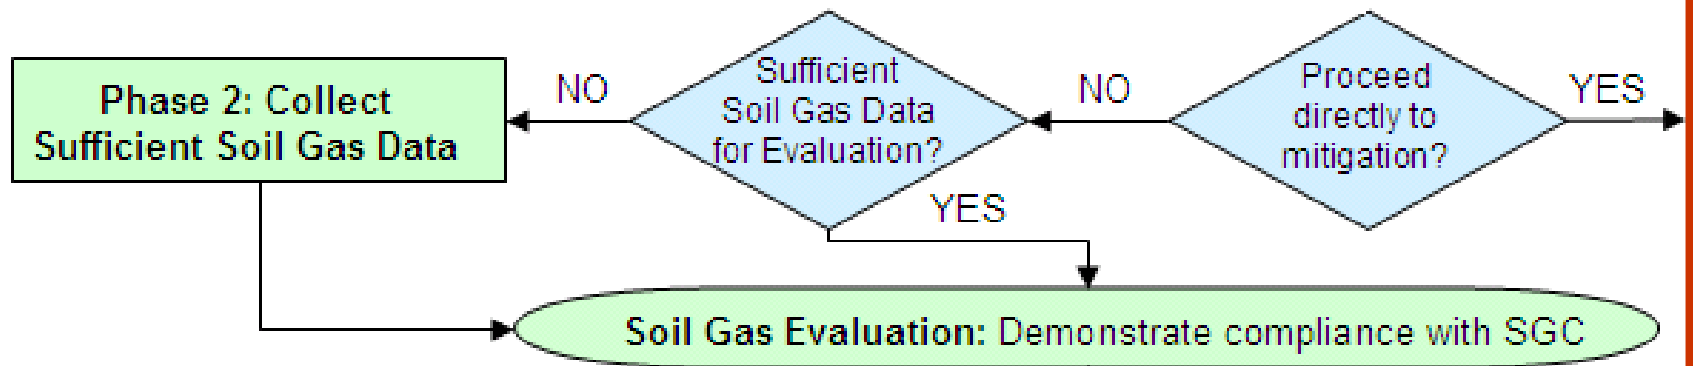 Phase 2: Collect
Sufficient Soil Gas Data
NO
Sufficient
Soil Gas Data
for Evaluation?
NO
Proceed
directly to
mitigation?
YES
YES
Soil Gas Evaluation: Demonstrate compliance with SGC